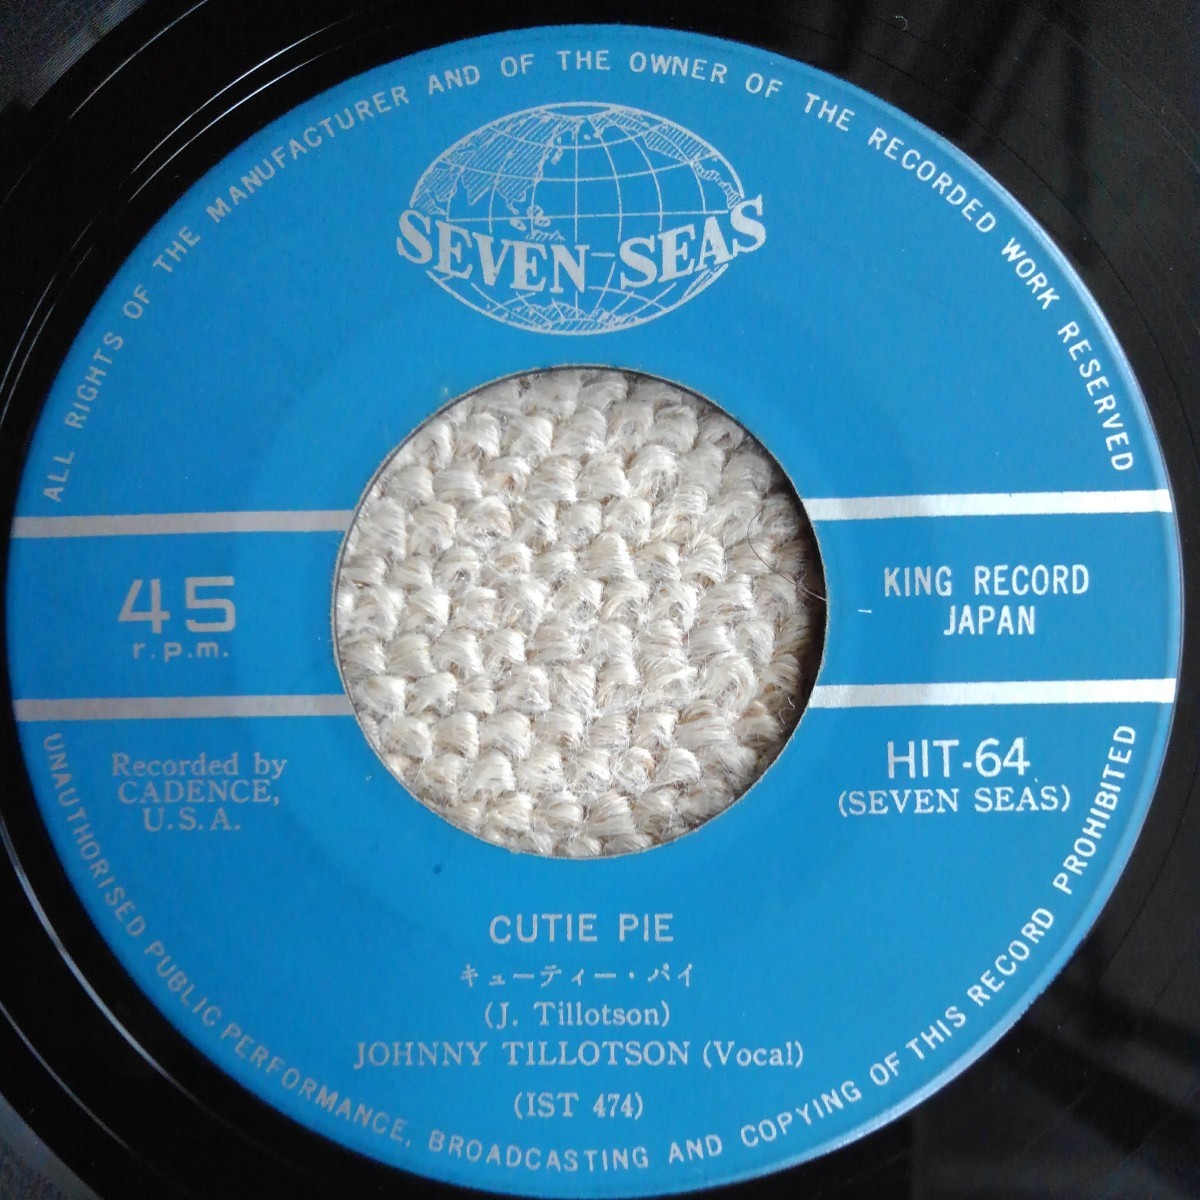 ALL RIGHTS OF THE MANUFACTURER AND OF THE OWNER OF THE RECORDED WORK RESERVED
SEVEN SEAS
45
r.p.m.
KING RECORD
JAPAN
Recorded by
CADENCE,
U.S.A.
HIT-64
(SEVEN SEAS)
CUTIE PIE
キューティー・パイ
(J. Tillotson)
JOHNNY TILLOTSON (Vocal)
(IST 474)
UNAUTHORISED PUBLIC PERFORMANCE, BROADCASTING AND COPYING OF THIS RECORD PROHIBITED